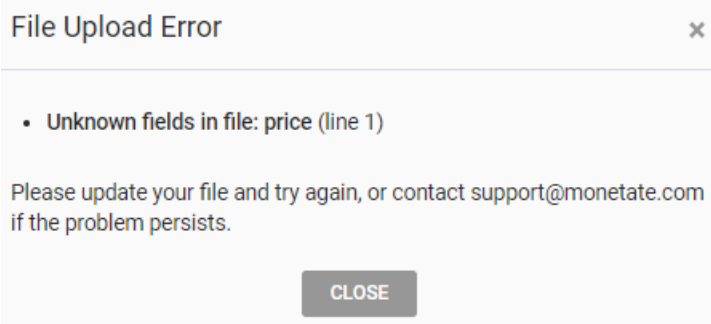 File Upload Error
×
• Unknown fields in file: price (line 1)
Please update your file and try again, or contact support@monetate.com
if the problem persists.
CLOSE